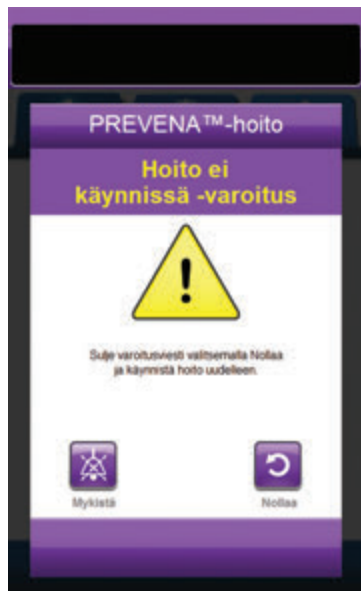 PREVENA™-hoito
Hoito ei
käynnissä -varoitus
Sulje varoitusviesti valitsemalla Nollaa
ja käynnistä hoito uudelleen.
Mykistä
Nollaa